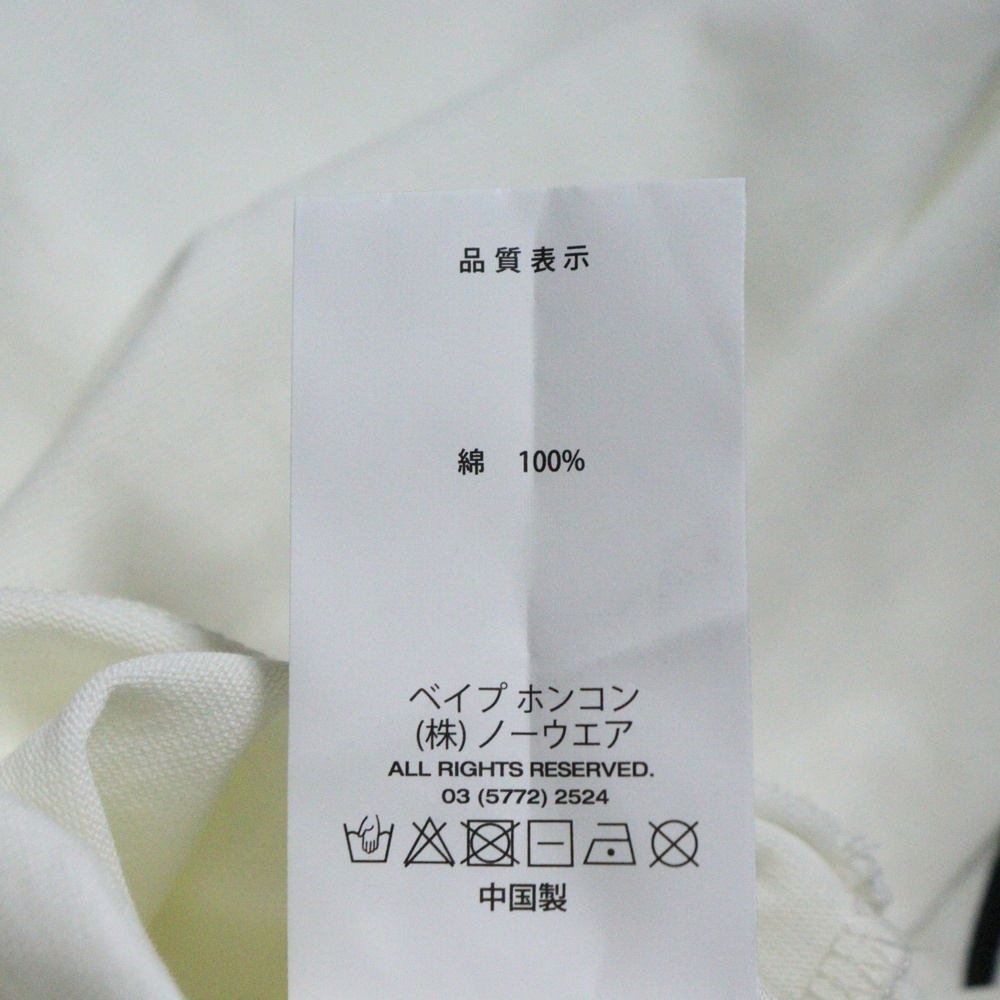 品質表示
綿 100%
ベイプ ホンコン
(株) ノーウエア
ALL RIGHTS RESERVED.
03 (5772) 2524
中国製